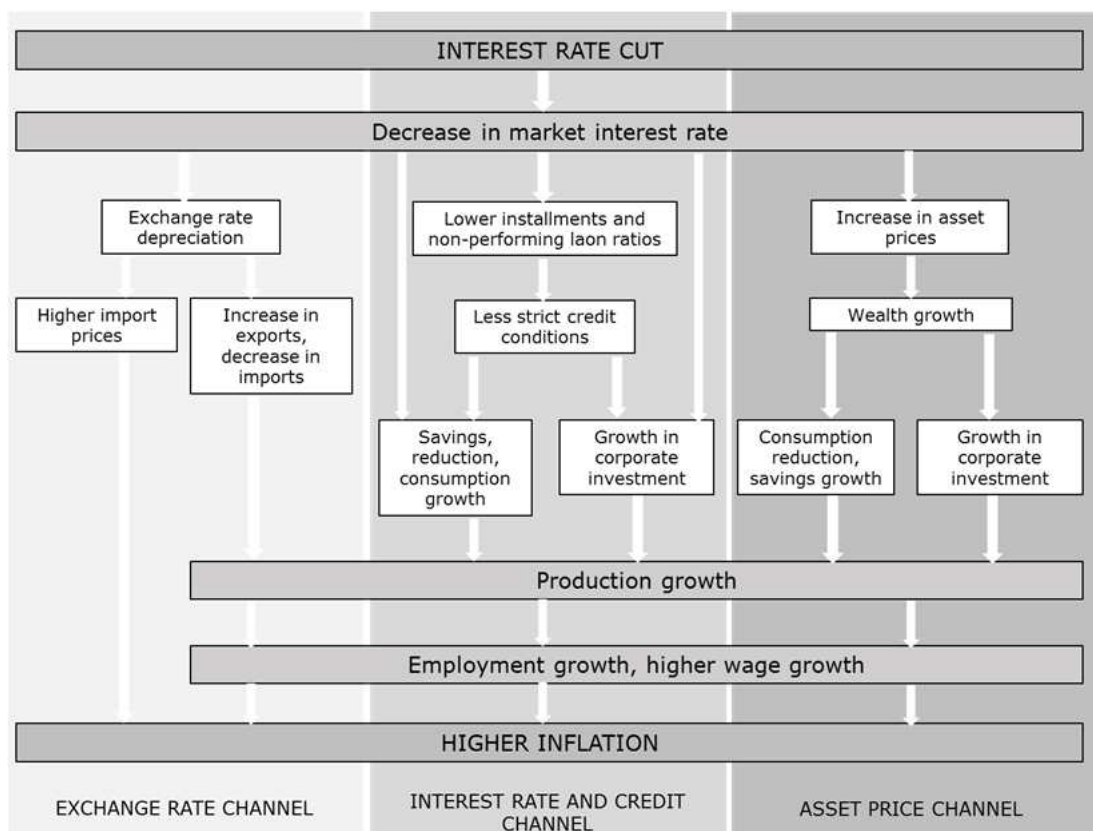 INTEREST RATE CUT
Decrease in market interest rate
Exchange rate
depreciation
Lower installments and
non-performing laon ratios
Increase in asset
prices
Higher import
prices
Increase in
exports,
decrease in
imports
Less strict credit
conditions
Wealth growth
Savings,
reduction,
consumption
growth
Growth in
corporate
investment
Consumption
reduction,
savings growth
Growth in
corporate
investment
Production growth
Employment growth, higher wage growth
HIGHER INFLATION
EXCHANGE RATE CHANNEL
INTEREST RATE AND CREDIT
CHANNEL
ASSET PRICE CHANNEL